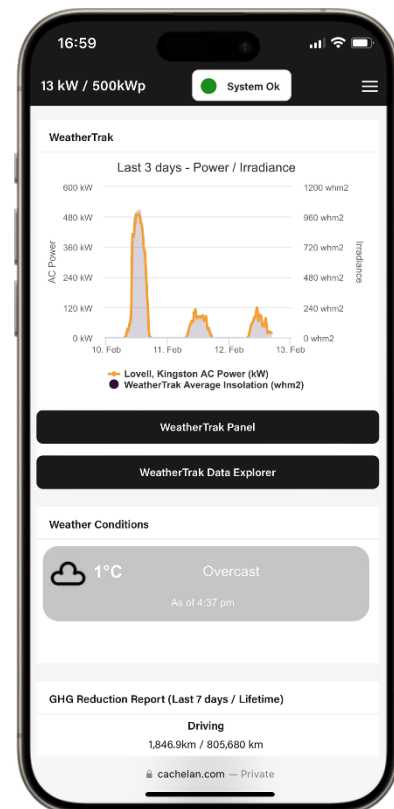 16:59
13 kW / 500kWp
System Ok
WeatherTrak
Last 3 days - Power / Irradiance
600 kW
1200 whm2
480 kW
960 whm2
360 kW
720 whm2
240 kW
480 whm2
120 kW
240 whm2
0 kW
0 whm2
AC Power
Irradiance
10. Feb
11. Feb
12. Feb
13. Feb
Lovell, Kingston AC Power (kW)
WeatherTrak Average Insolation (whm2)
WeatherTrak Panel
WeatherTrak Data Explorer
Weather Conditions
1°C
Overcast
As of 4:37 pm
GHG Reduction Report (Last 7 days / Lifetime)
Driving
1,846.9km / 805,680 km
cachelan.com — Private